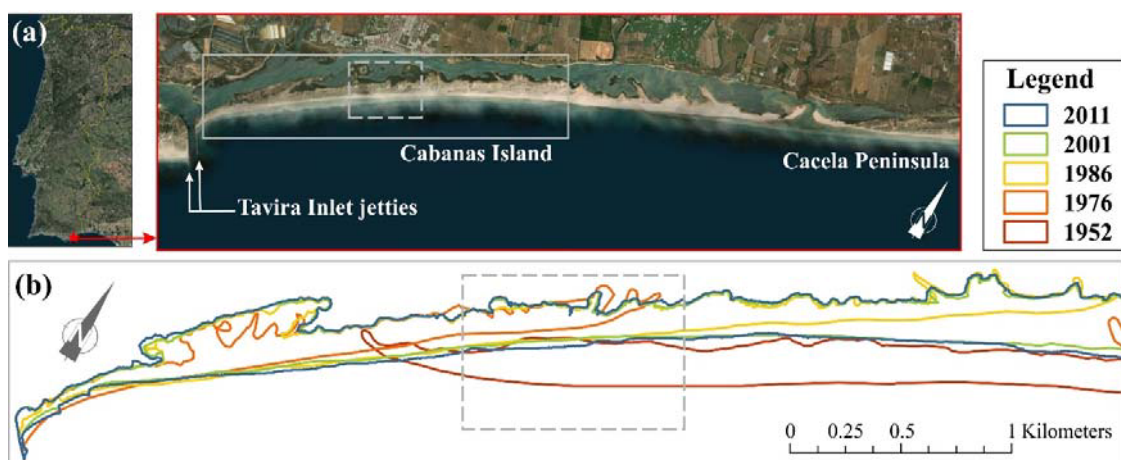 (a)
Cabanas Island
Cacela Peninsula
Tavira Inlet jetties
Legend
2011
2001
1986
1976
1952
(b)
0 0.25 0.5 1 Kilometers